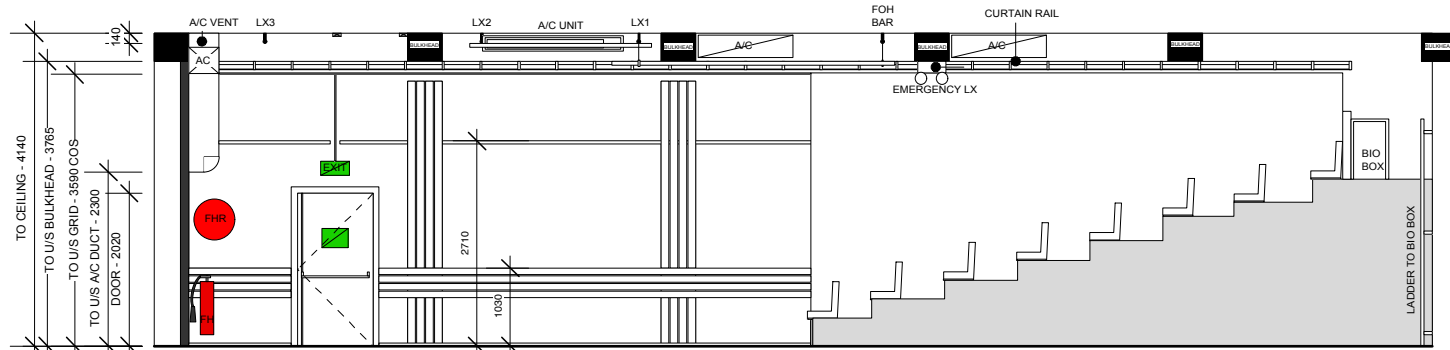 A/C VENT
LX3
LX2
A/C UNIT
LX1
FOH
BAR
CURTAIN RAIL
140
BULKHEAD
BULKHEAD
A/C
BULKHEAD
A/C
BULKHEAD
BULKHEAD
AC
EMERGENCY LX
EXIT
BIO
BOX
FHR
FH
2710
1030
TO CEILING - 4140
TO U/S BULKHEAD - 3765
TO U/S GRID - 3590 COS
TO U/S A/C DUCT - 2300
DOOR - 2020
LADDER TO BIO BOX